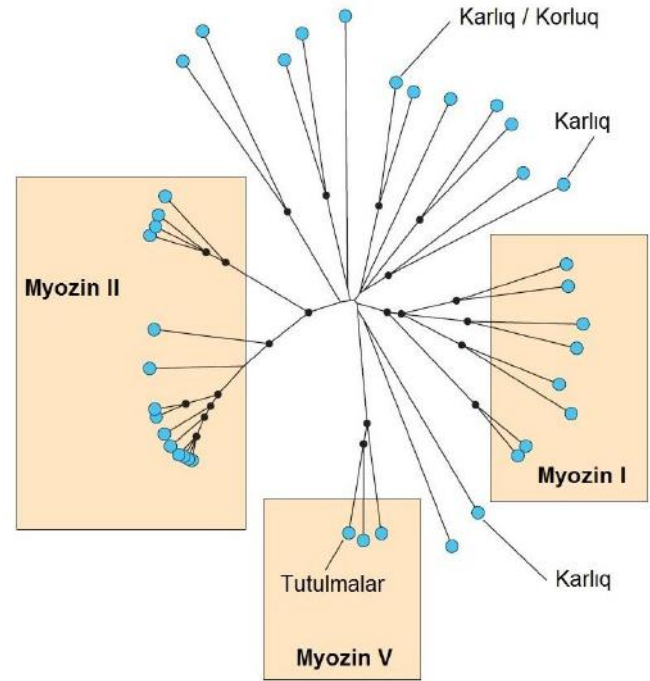 Karlıq / Korluq
Karlıq
Myozin II
Myozin I
Karlıq
Tutulmalar
Myozin V